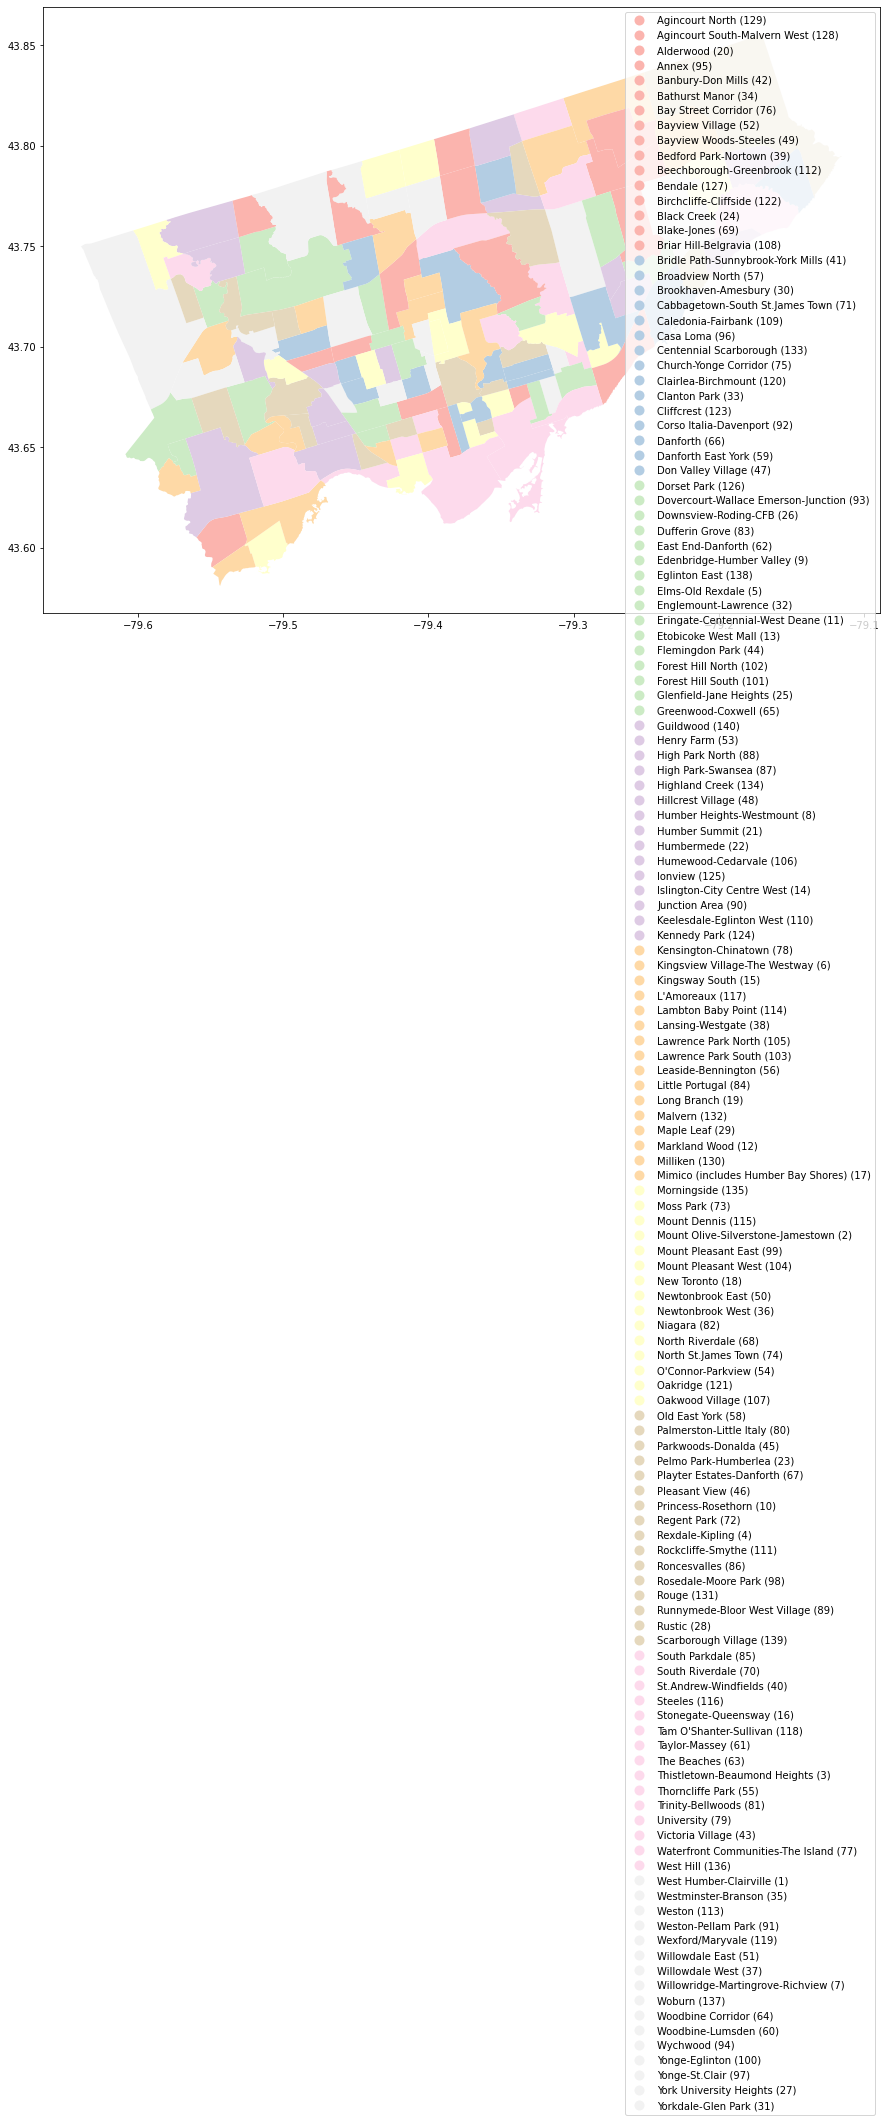 43.85
43.80
43.75
43.70
43.65
43.60
−79.6
−79.5
−79.4
−79.3
−79.2
−79.1
Agincourt North (129)
Agincourt South-Malvern West (128)
Alderwood (20)
Annex (95)
Banbury-Don Mills (42)
Bathurst Manor (34)
Bay Street Corridor (76)
Bayview Village (52)
Bayview Woods-Steeles (49)
Bedford Park-Nortown (39)
Beechborough-Greenbrook (112)
Bendale (127)
Birchcliffe-Cliffside (122)
Black Creek (24)
Blake-Jones (69)
Briar Hill-Belgravia (108)
Bridle Path-Sunnybrook-York Mills (41)
Broadview North (57)
Brookhaven-Amesbury (30)
Cabbagetown-South St.James Town (71)
Caledonia-Fairbank (109)
Casa Loma (96)
Centennial Scarborough (133)
Church-Yonge Corridor (75)
Clairlea-Birchmount (120)
Clanton Park (33)
Cliffcrest (123)
Corso Italia-Davenport (92)
Danforth (66)
Danforth East York (59)
Don Valley Village (47)
Dorset Park (126)
Dovercourt-Wallace Emerson-Junction (93)
Downsview-Roding-CFB (26)
Dufferin Grove (83)
East End-Danforth (62)
Edenbridge-Humber Valley (9)
Eglinton East (138)
Elms-Old Rexdale (5)
Englemount-Lawrence (32)
Eringate-Centennial-West Deane (11)
Etobicoke West Mall (13)
Flemingdon Park (44)
Forest Hill North (102)
Forest Hill South (101)
Glenfield-Jane Heights (25)
Greenwood-Coxwell (65)
Guildwood (140)
Henry Farm (53)
High Park North (88)
High Park-Swansea (87)
Highland Creek (134)
Hillcrest Village (48)
Humber Heights-Westmount (8)
Humber Summit (21)
Humbermede (22)
Humewood-Cedarvale (106)
Ionview (125)
Islington-City Centre West (14)
Junction Area (90)
Keelesdale-Eglinton West (110)
Kennedy Park (124)
Kensington-Chinatown (78)
Kingsview Village-The Westway (6)
Kingsway South (15)
L'Amoreaux (117)
Lambton Baby Point (114)
Lansing-Westgate (38)
Lawrence Park North (105)
Lawrence Park South (103)
Leaside-Bennington (56)
Little Portugal (84)
Long Branch (19)
Malvern (132)
Maple Leaf (29)
Markland Wood (12)
Milliken (130)
Mimico (includes Humber Bay Shores) (17)
Morningside (135)
Moss Park (73)
Mount Dennis (115)
Mount Olive-Silverstone-Jamestown (2)
Mount Pleasant East (99)
Mount Pleasant West (104)
New Toronto (18)
Newtonbrook East (50)
Newtonbrook West (36)
Niagara (82)
North Riverdale (68)
North St.James Town (74)
O'Connor-Parkview (54)
Oakridge (121)
Oakwood Village (107)
Old East York (58)
Palmerston-Little Italy (80)
Parkwoods-Donalda (45)
Pelmo Park-Humberlea (23)
Playter Estates-Danforth (67)
Pleasant View (46)
Princess-Rosethorn (10)
Regent Park (72)
Rexdale-Kipling (4)
Rockcliffe-Smythe (111)
Roncesvalles (86)
Rosedale-Moore Park (98)
Rouge (131)
Runnymede-Bloor West Village (89)
Rustic (28)
Scarborough Village (139)
South Parkdale (85)
South Riverdale (70)
St.Andrew-Windfields (40)
Steeles (116)
Stonegate-Queensway (16)
Tam O'Shanter-Sullivan (118)
Taylor-Massey (61)
The Beaches (63)
Thistletown-Beaumond Heights (3)
Thorncliffe Park (55)
Trinity-Bellwoods (81)
University (79)
Victoria Village (43)
Waterfront Communities-The Island (77)
West Hill (136)
West Humber-Clairville (1)
Westminster-Branson (35)
Weston (113)
Weston-Pellam Park (91)
Wexford/Maryvale (119)
Willowdale East (51)
Willowdale West (37)
Willowridge-Martingrove-Richview (7)
Woburn (137)
Woodbine Corridor (64)
Woodbine-Lumsden (60)
Wychwood (94)
Yonge-Eglinton (100)
Yonge-St.Clair (97)
York University Heights (27)
Yorkdale-Glen Park (31)